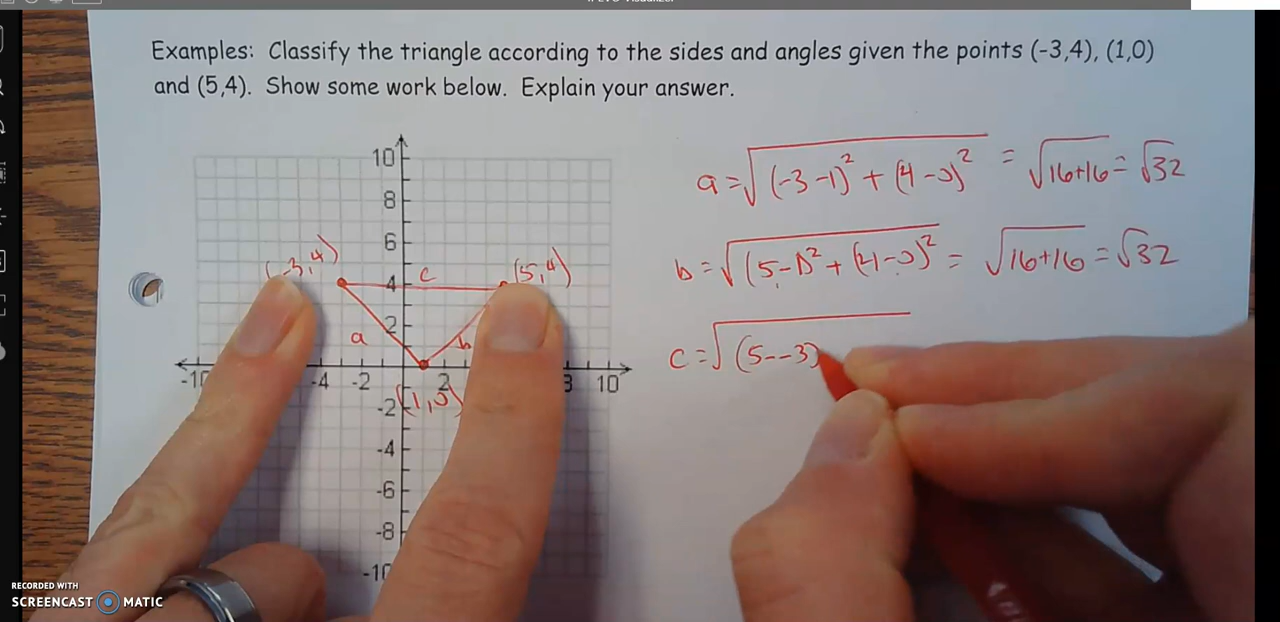 Examples: Classify the triangle according to the sides and angles given the points (-3,4), (1,0)
and (5,4). Show some work below. Explain your answer.
10
8
6
4
2
-4 -2
2
10
-2
-4
-6
-8
-10
(-3,4)
c
(5,4)
a
b
(1,0)
a = √(-3-1)² + (4-0)² = √16+16 = √32
b = √(5-1)² + (4-0)² = √16+16 = √32
c = √(5--3)
RECORDED WITH
SCREENCAST MATIC